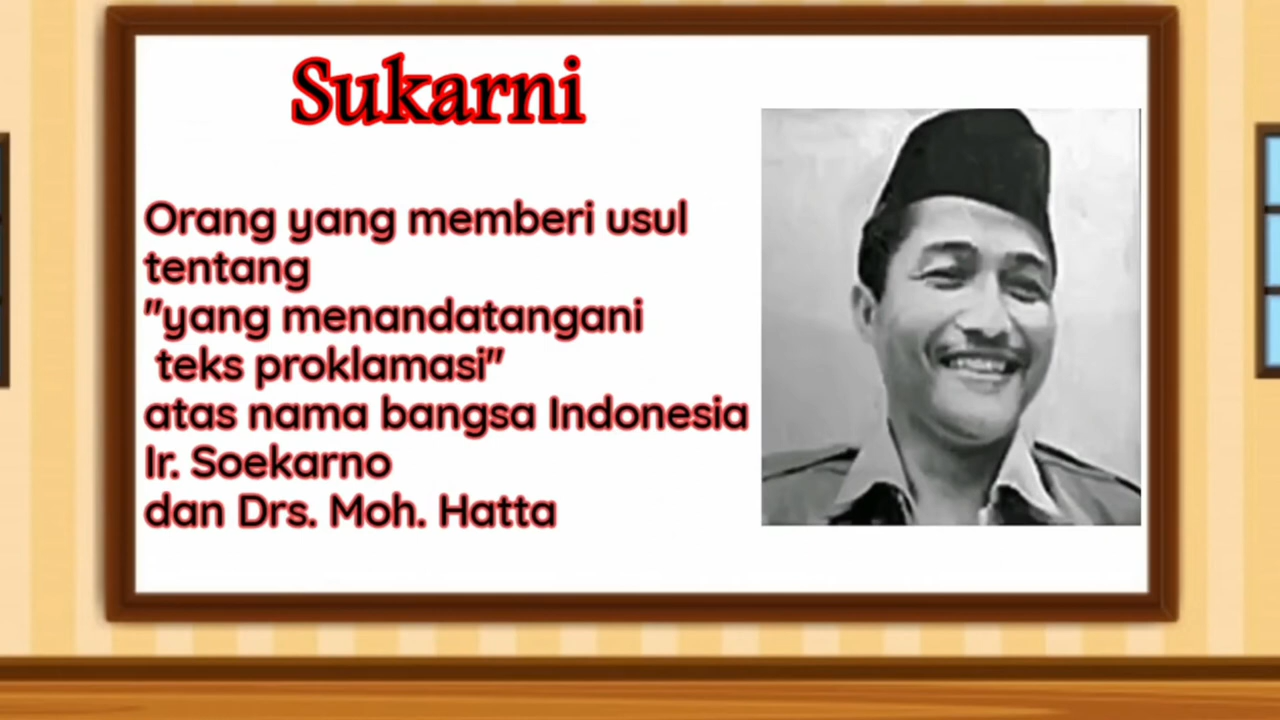 Sukarni
Orang yang memberi usul
tentang
"yang menandatangani
teks proklamasi"
atas nama bangsa Indonesia
Ir. Soekarno
dan Drs. Moh. Hatta